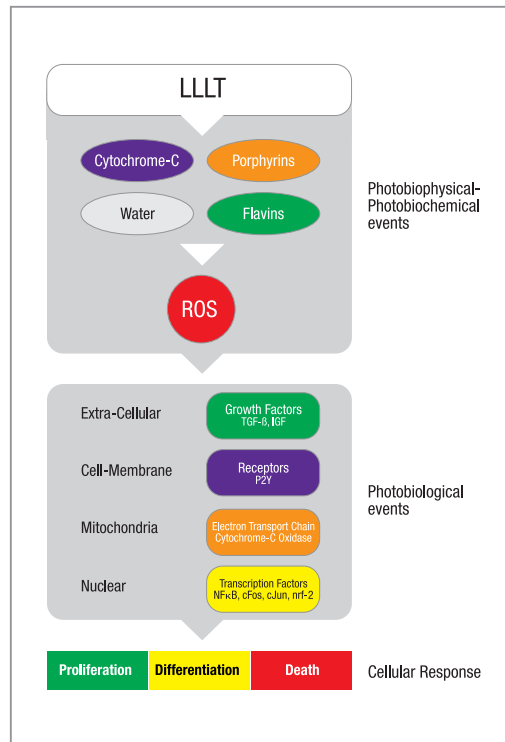 LLLT
Cytochrome-C
Porphyrins
Water
Flavins
Photobiophysical-
Photobiochemical
events
ROS
Extra-Cellular
Growth Factors
TGF-ß, IGF
Cell-Membrane
Receptors
P2Y
Photobiological
events
Mitochondria
Electron Transport Chain
Cytochrome-C Oxidase
Nuclear
Transcription Factors
NFκB, cFos, cJun, nrf-2
Proliferation
Differentiation
Death
Cellular Response